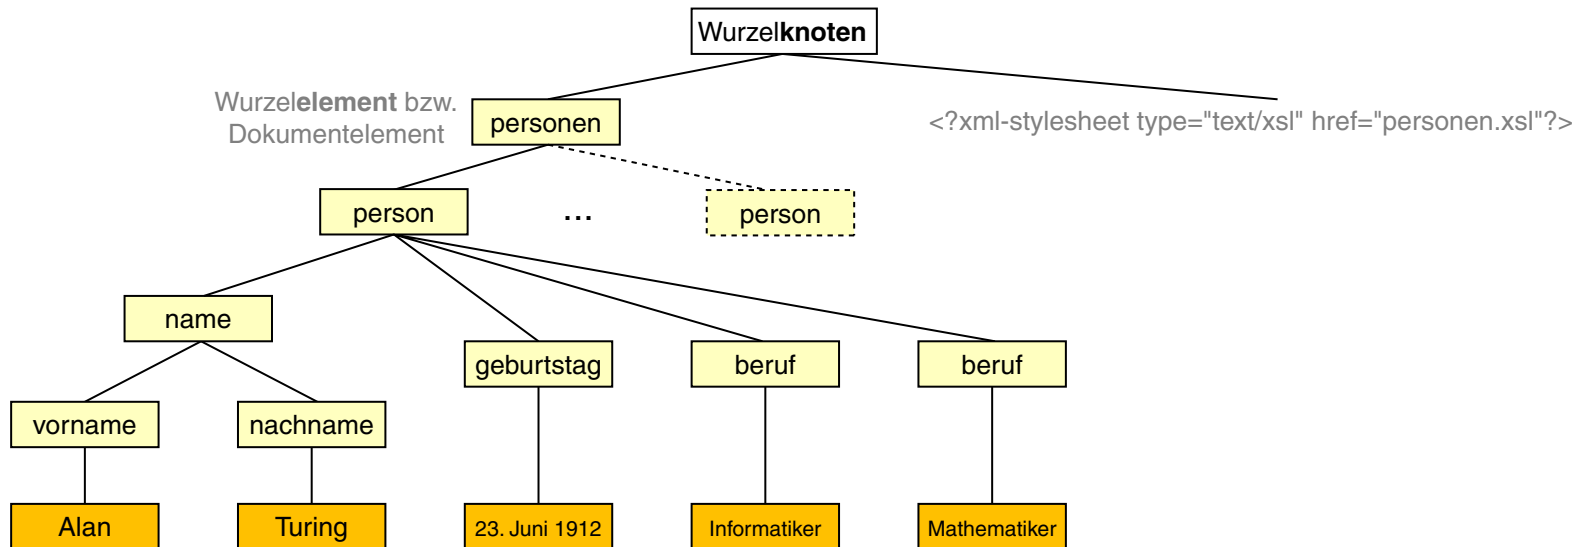 Wurzelknoten
Wurzelelement bzw.
Dokumentelement
personen
<?xml-stylesheet type="text/xsl" href="personen.xsl"?>
person
...
person
name
geburtstag
beruf
beruf
vorname
nachname
Alan
Turing
23. Juni 1912
Informatiker
Mathematiker